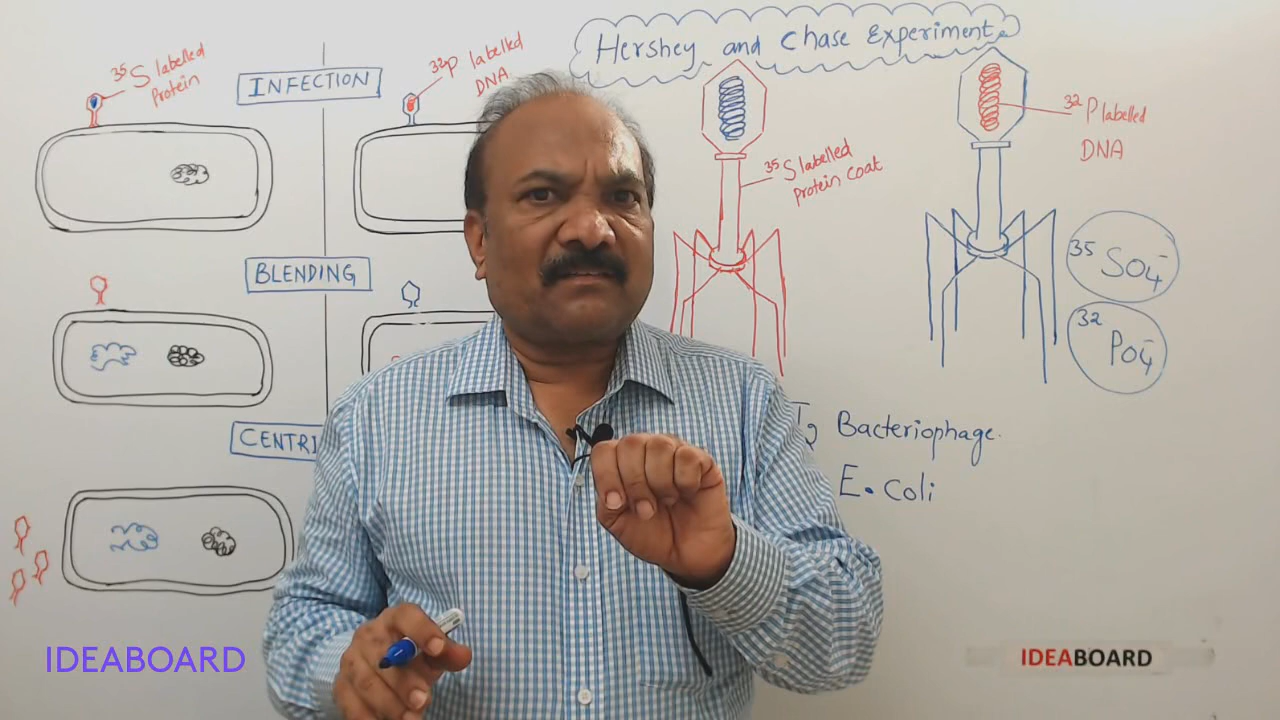 Hershey and Chase Experiment
35S labelled
protein
INFECTION
32P labelled
DNA
35S labelled
protein coat
32P labelled
DNA
BLENDING
35SO4-
32PO4-
CENTRI
T2 Bacteriophage.
E. Coli
IDEABOARD
IDEABOARD